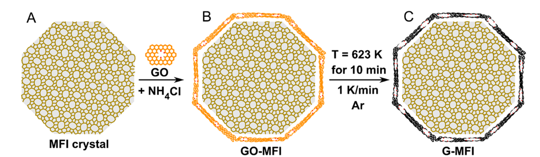 A
GO
+ NH4Cl
MFI crystal
B
GO-MFI
T = 623 K
for 10 min
1 K/min
Ar
C
G-MFI